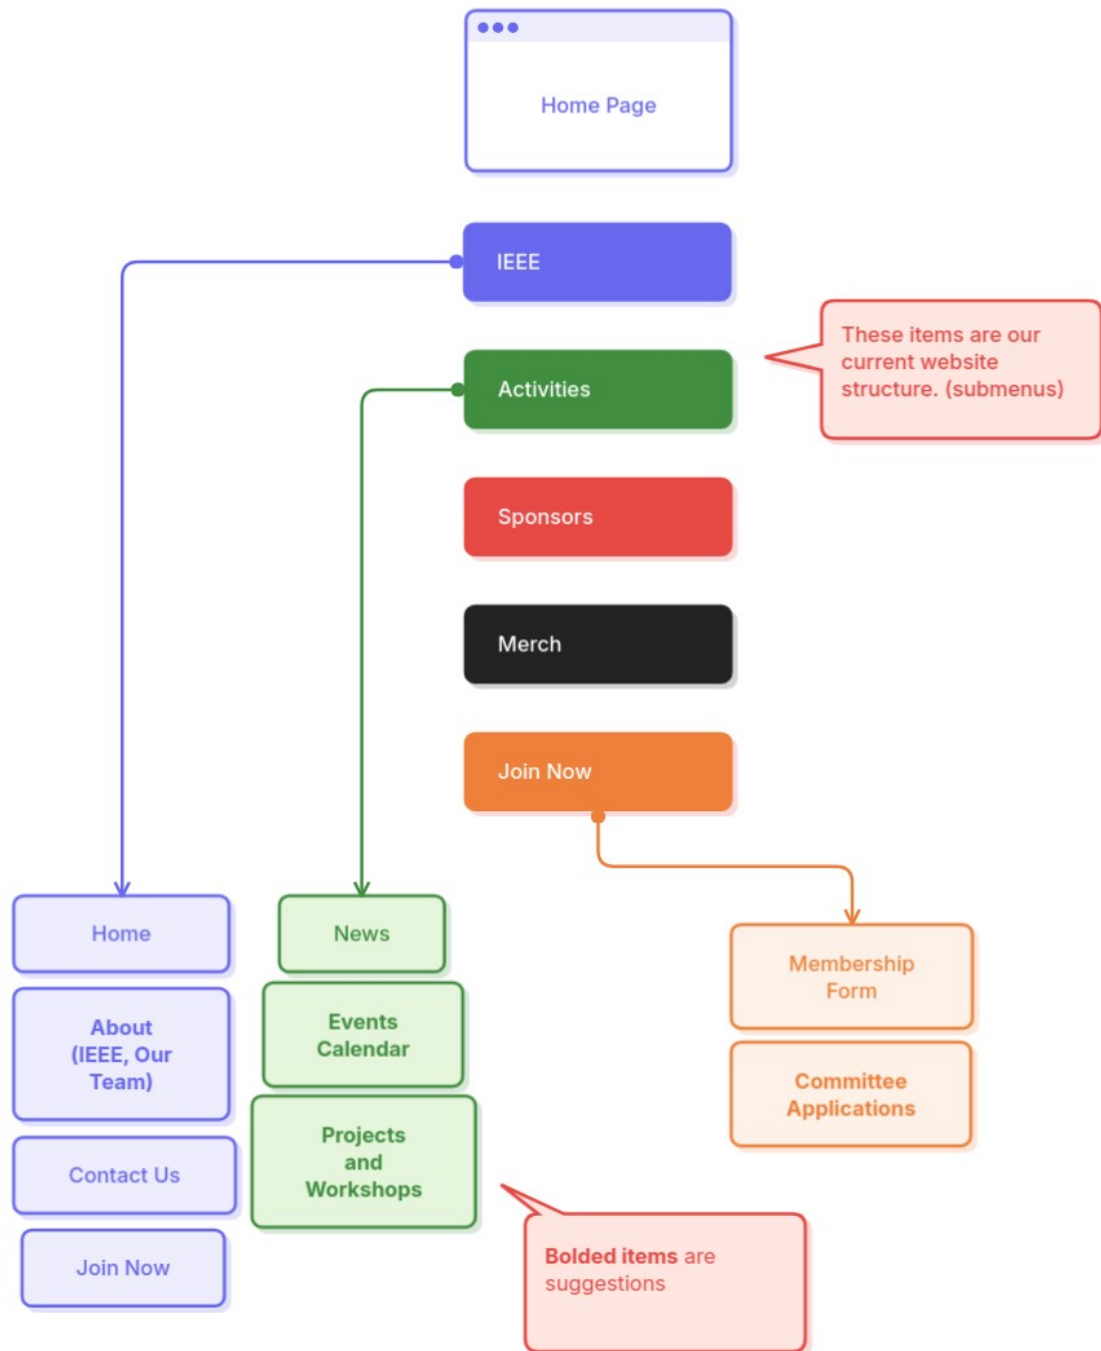 Home Page
IEEE
These items are our
current website
structure. (submenus)
Activities
Sponsors
Merch
Join Now
Home
About
(IEEE, Our
Team)
Contact Us
Join Now
News
Events
Calendar
Projects
and
Workshops
Membership
Form
Committee
Applications
Bolded items are
suggestions